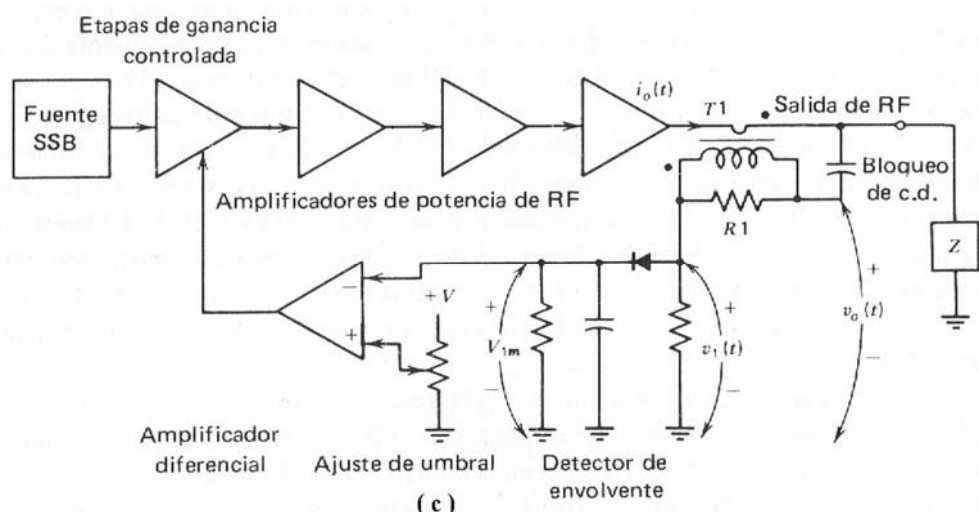 Etapas de ganancia
controlada
Fuente
SSB
i_o(t)
T1
Salida de RF
Bloqueo
de c.d.
Amplificadores de potencia de RF
R1
Z
+ V
−
+
+
V_1m
−
+
v_1(t)
−
+
v_o(t)
−
Amplificador
diferencial
Ajuste de umbral
Detector de
envolvente
(c)